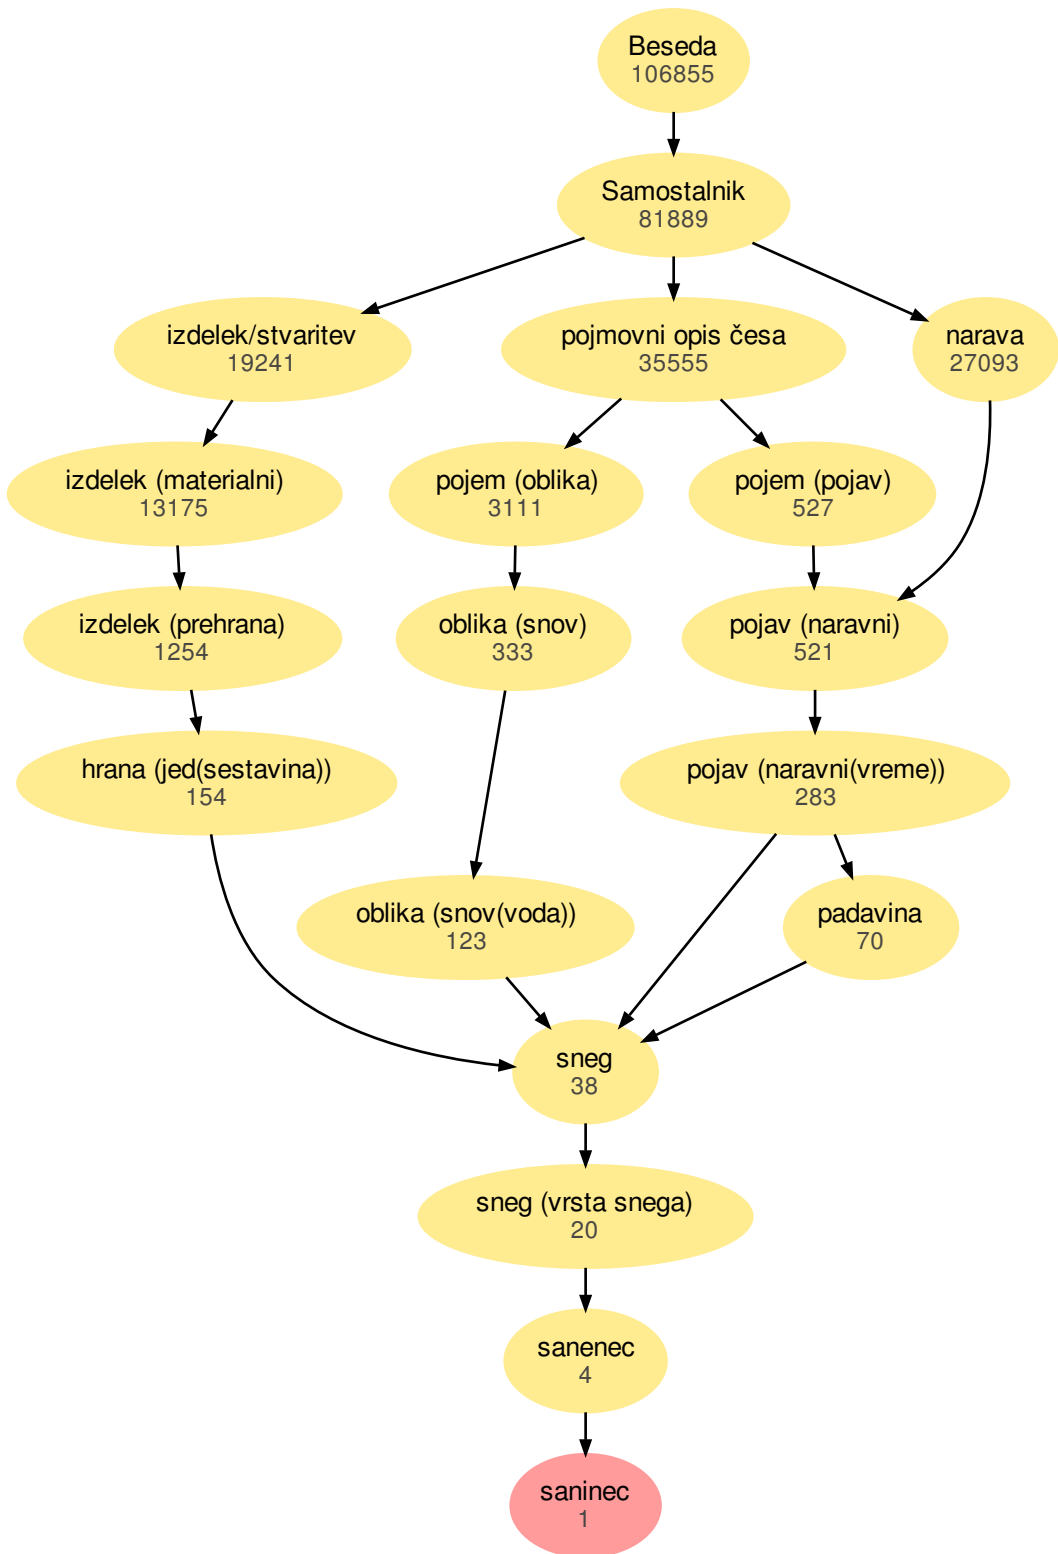 Beseda
106855
Samostalnik
81889
izdelek/stvaritev
19241
pojmovni opis česa
35555
narava
27093
izdelek (materialni)
13175
pojem (oblika)
3111
pojem (pojav)
527
izdelek (prehrana)
1254
oblika (snov)
333
pojav (naravni)
521
hrana (jed(sestavina))
154
pojav (naravni(vreme))
283
oblika (snov(voda))
123
padavina
70
sneg
38
sneg (vrsta snega)
20
sanenec
4
saninec
1